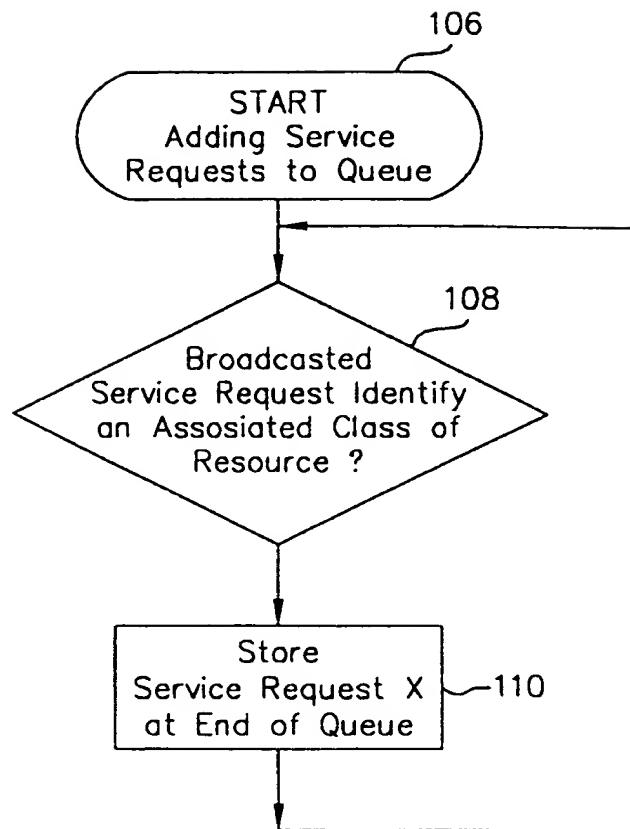 106
START
Adding Service
Requests to Queue
108
Broadcasted
Service Request Identify
an Assosiated Class of
Resource ?
Store
Service Request X
at End of Queue
110